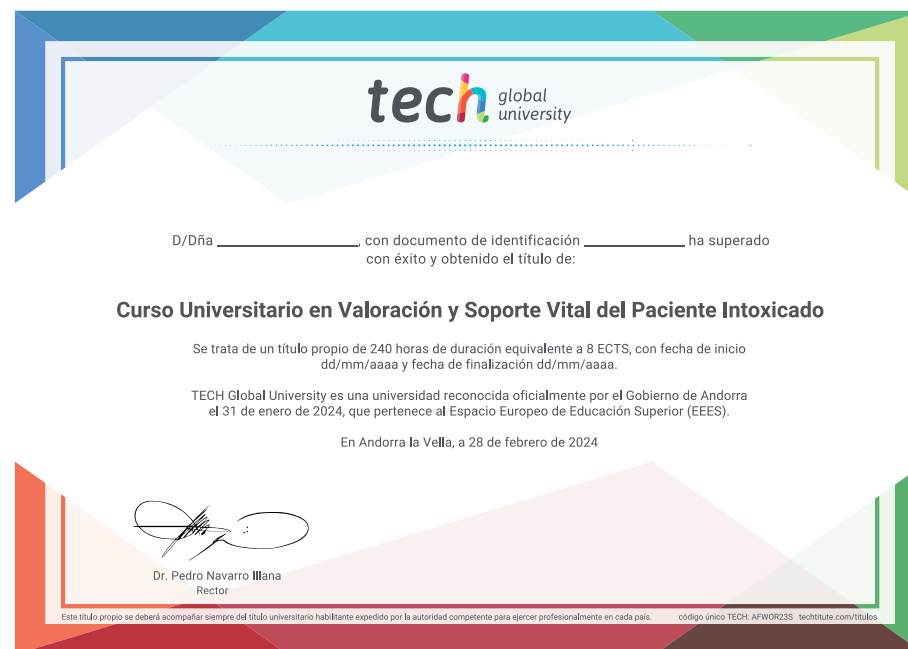 tech global university
D/Dña ____________, con documento de identificación ____________ ha superado
con éxito y obtenido el título de:
Curso Universitario en Valoración y Soporte Vital del Paciente Intoxicado
Se trata de un título propio de 240 horas de duración equivalente a 8 ECTS, con fecha de inicio
dd/mm/aaaa y fecha de finalización dd/mm/aaaa.
TECH Global University es una universidad reconocida oficialmente por el Gobierno de Andorra
el 31 de enero de 2024, que pertenece al Espacio Europeo de Educación Superior (EEES).
En Andorra la Vella, a 28 de febrero de 2024
Dr. Pedro Navarro Illana
Rector
Este título propio se deberá acompañar siempre del título universitario habilitante expedido por la autoridad competente para ejercer profesionalmente en cada país. código único TECH: AFWOR23S techtitute.com/titulos